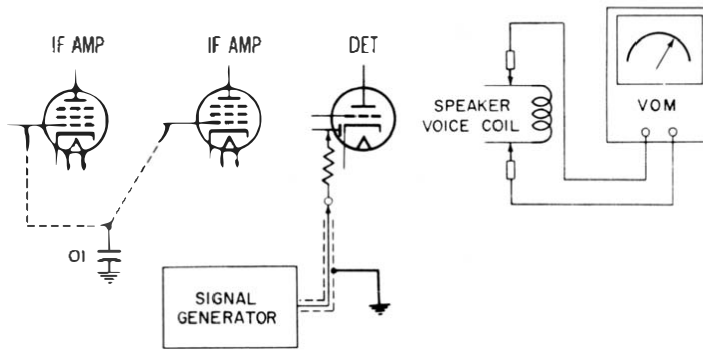 IF AMP
IF AMP
DET
SPEAKER
VOICE COIL
VOM
01
SIGNAL
GENERATOR